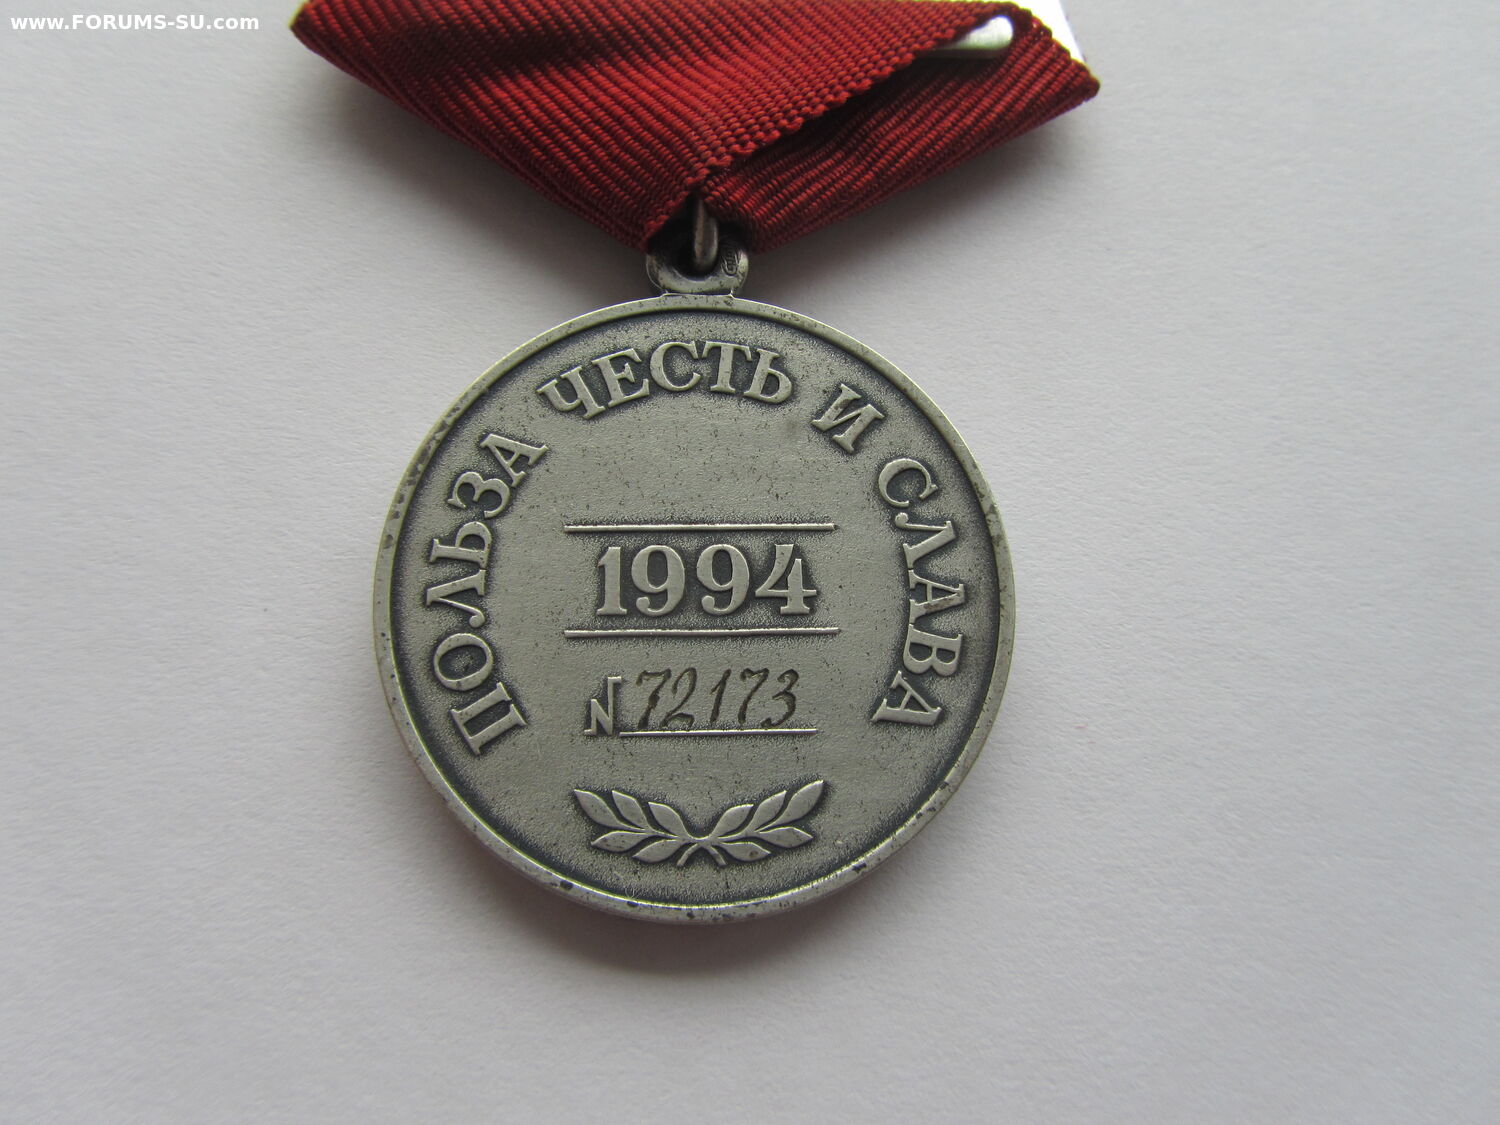 www.FORUMS-SU.com
ПОЛЬЗА ЧЕСТЬ И СЛАВА
1994
N 72173